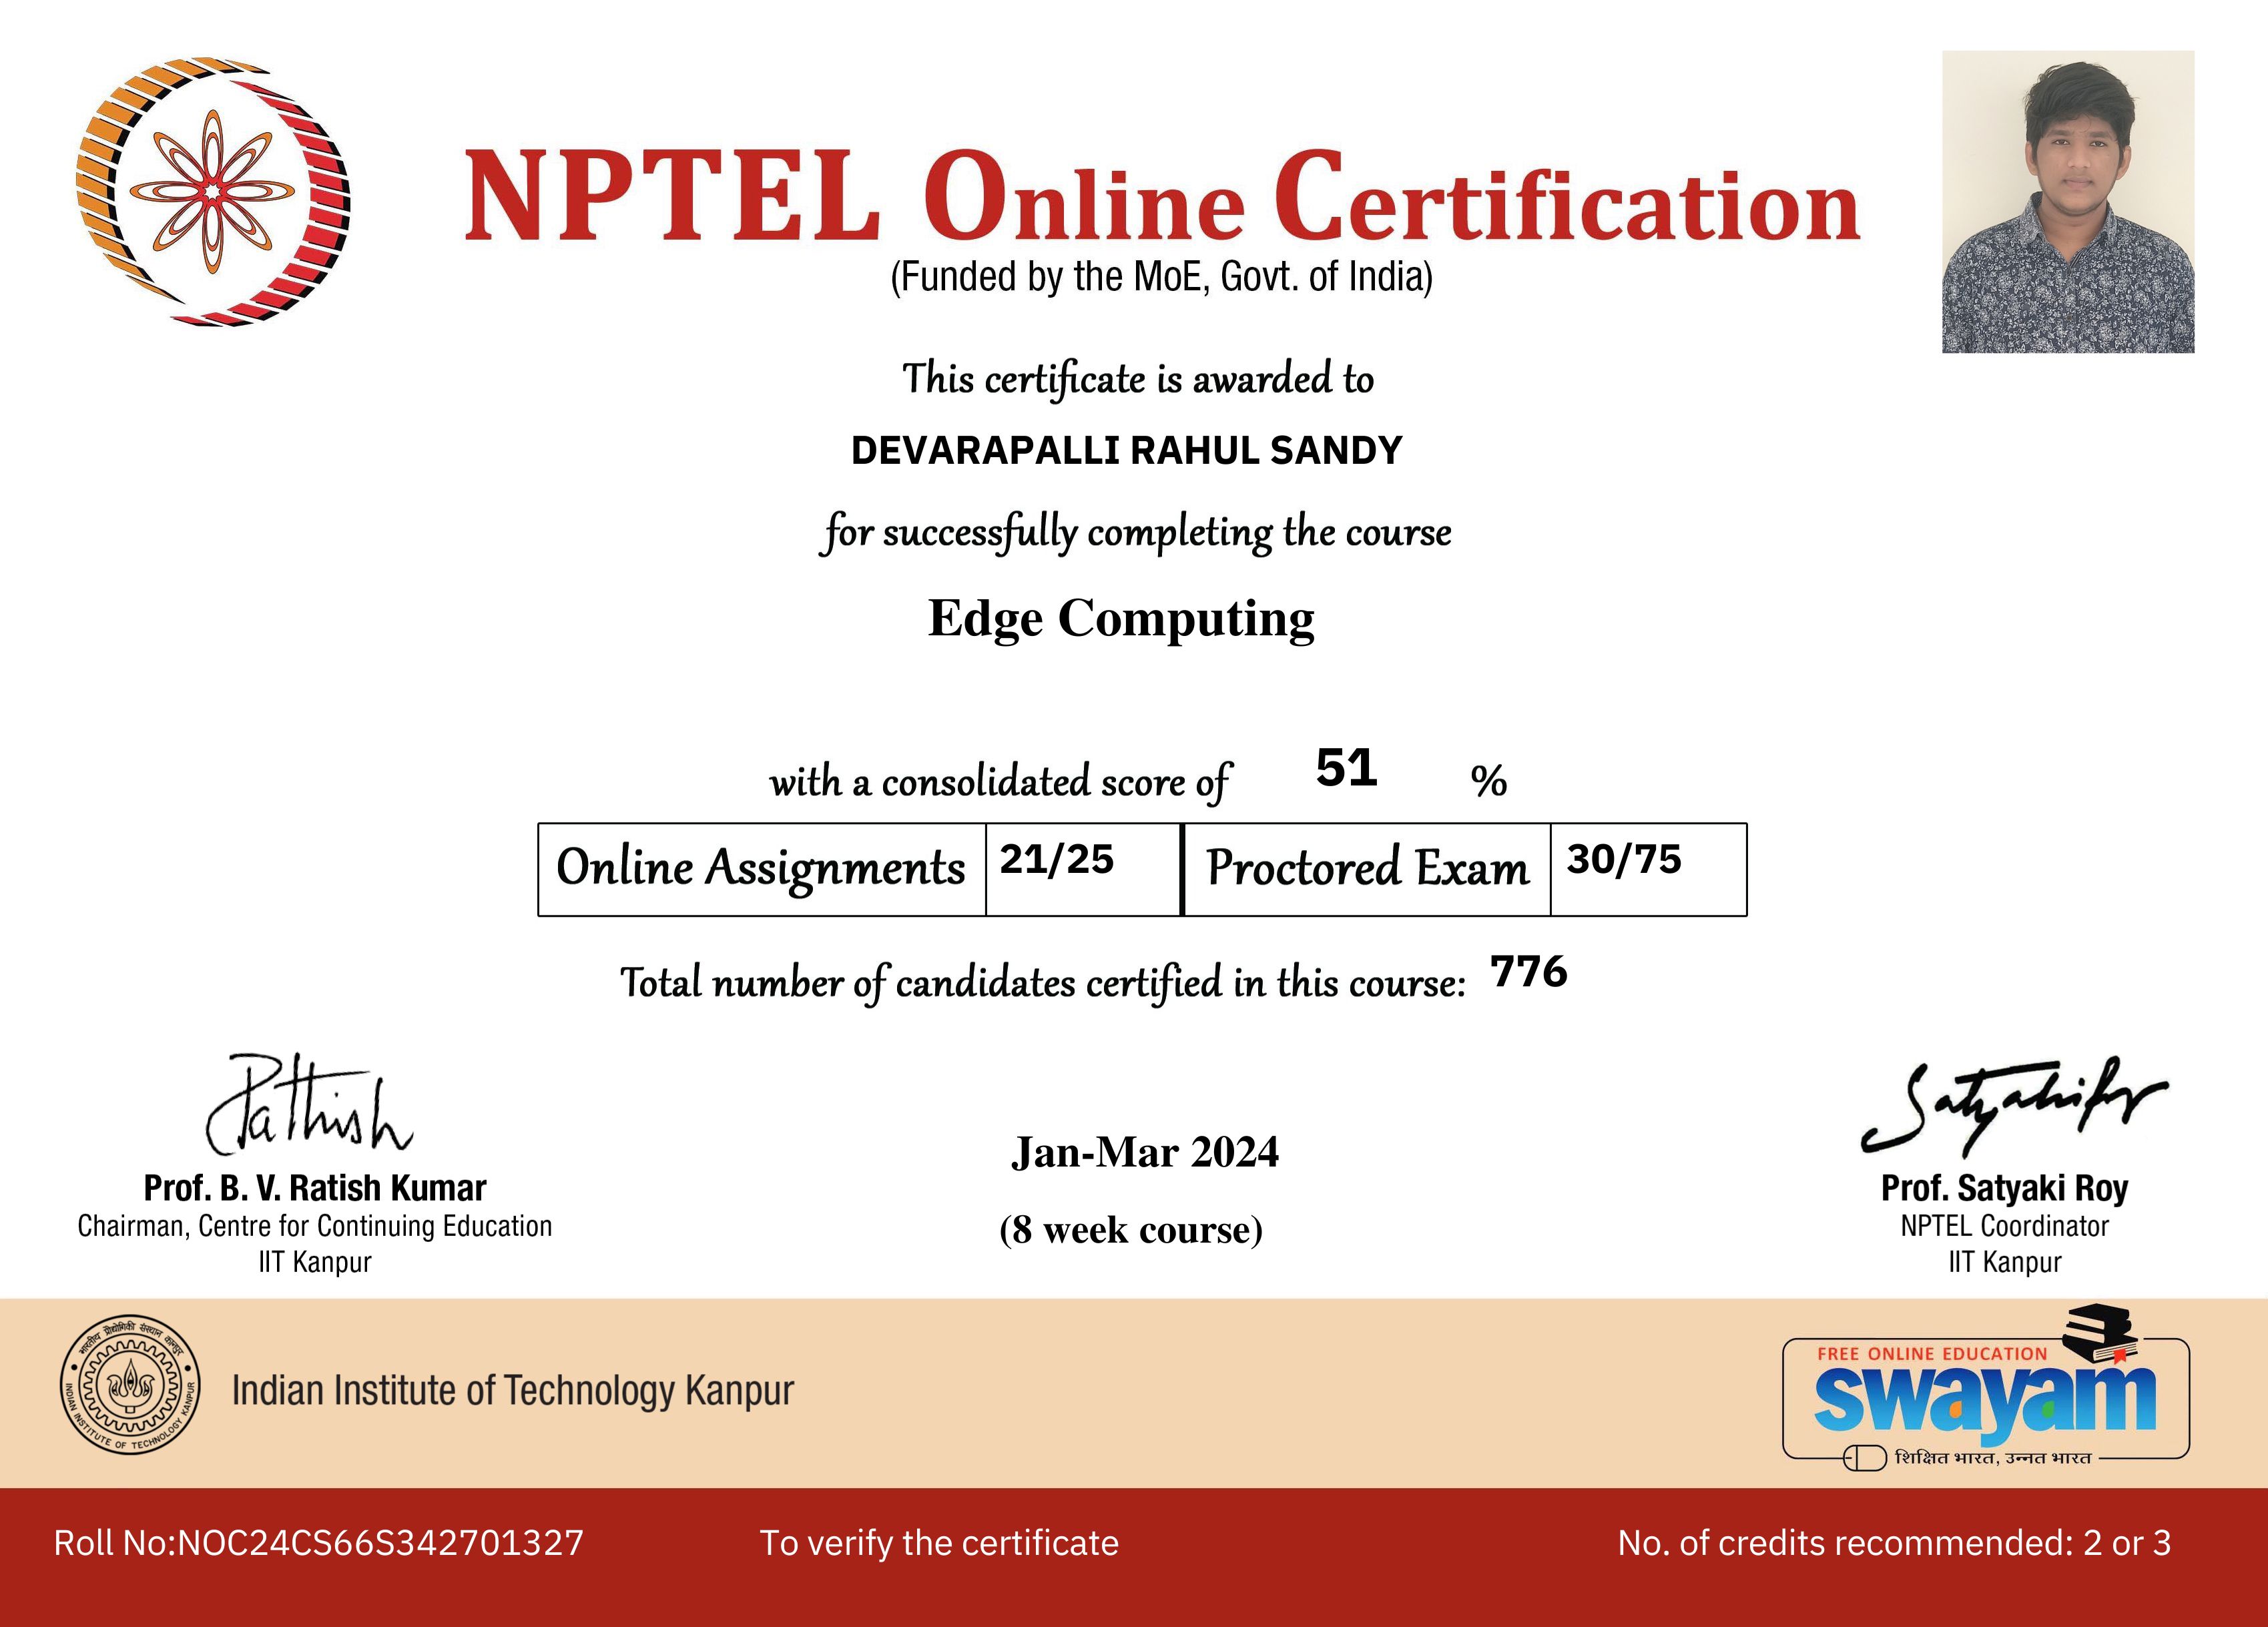 NPTEL Online Certification
(Funded by the MoE, Govt. of India)
This certificate is awarded to
DEVARAPALLI RAHUL SANDY
for successfully completing the course
Edge Computing
with a consolidated score of 51 %
Online Assignments 21/25 Proctored Exam 30/75
Total number of candidates certified in this course: 776
Prof. B. V. Ratish Kumar
Chairman, Centre for Continuing Education
IIT Kanpur
Jan-Mar 2024
(8 week course)
Prof. Satyaki Roy
NPTEL Coordinator
IIT Kanpur
भारतीय प्रौद्योगिकी संस्थान कानपुर
INDIAN INSTITUTE OF TECHNOLOGY KANPUR
Indian Institute of Technology Kanpur
FREE ONLINE EDUCATION
swayam
शिक्षित भारत, उन्नत भारत
Roll No:NOC24CS66S342701327
To verify the certificate
No. of credits recommended: 2 or 3